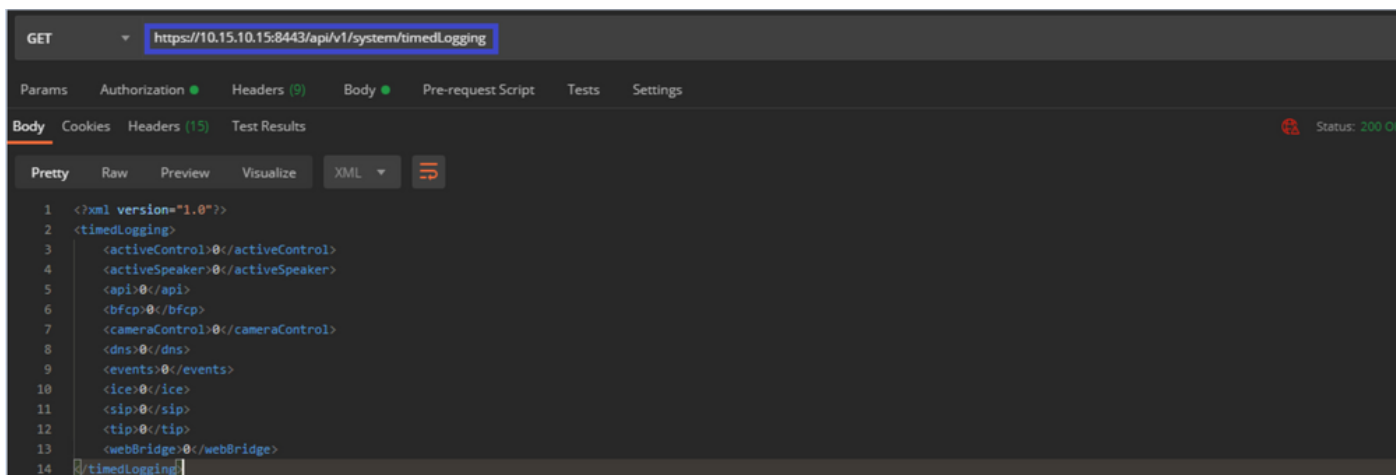 GET https://10.15.10.15:8443/api/v1/system/timedLogging
Params Authorization Headers (9) Body Pre-request Script Tests Settings
Body Cookies Headers (15) Test Results Status: 200 O
Pretty Raw Preview Visualize XML
1 <?xml version="1.0"?>
2 <timedLogging>
3 <activeControl>0</activeControl>
4 <activeSpeaker>0</activeSpeaker>
5 <api>0</api>
6 <bfcp>0</bfcp>
7 <cameraControl>0</cameraControl>
8 <dns>0</dns>
9 <events>0</events>
10 <ice>0</ice>
11 <sip>0</sip>
12 <tip>0</tip>
13 <webBridge>0</webBridge>
14 </timedLogging>